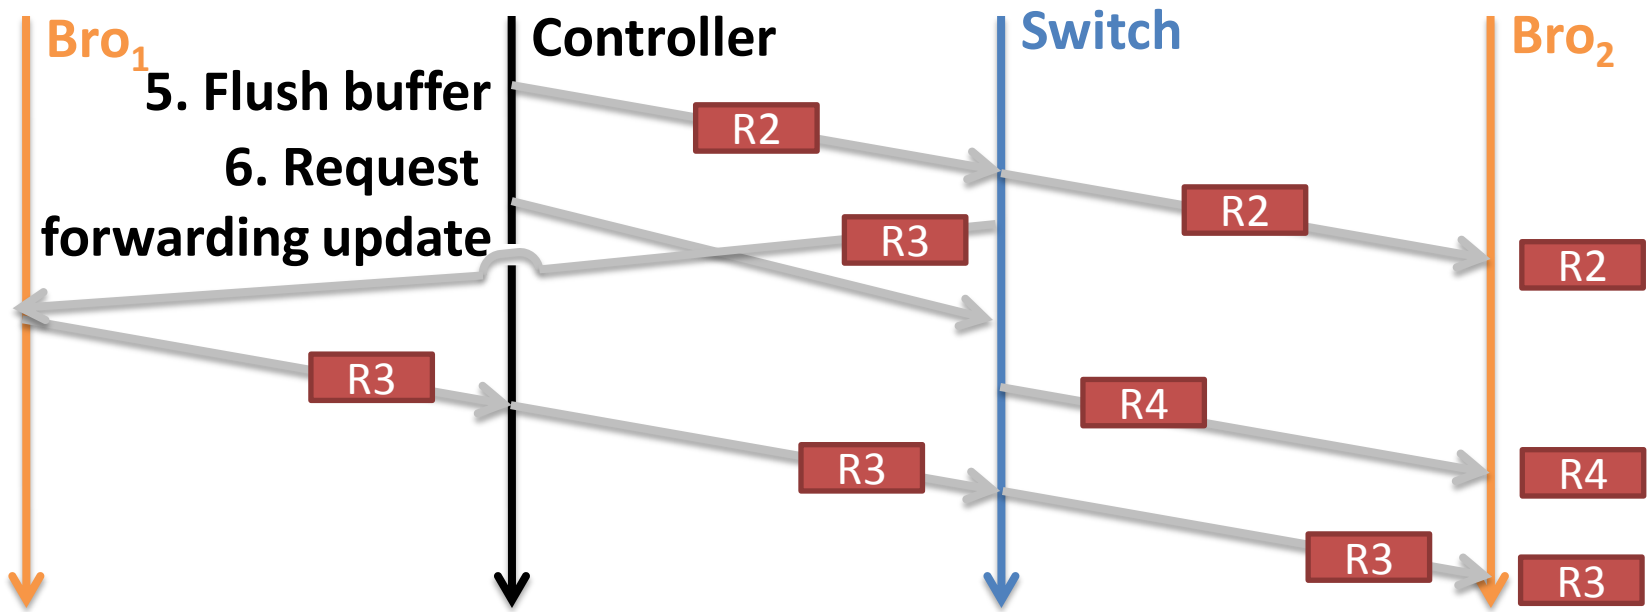 Bro1 Controller Switch Bro2
5. Flush buffer
R2
6. Request
R2
forwarding update
R3
R2
R3
R4
R3
R4
R3
R3